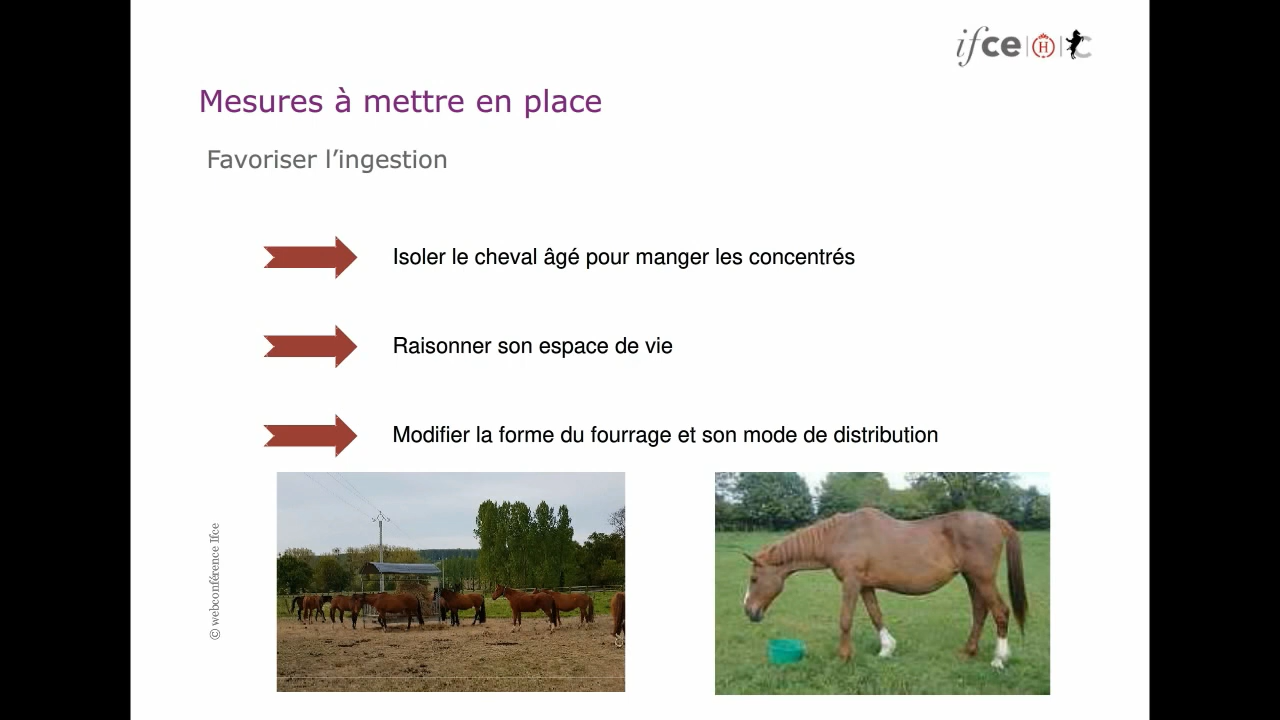 ifce
Mesures à mettre en place
Favoriser l’ingestion
Isoler le cheval âgé pour manger les concentrés
Raisonner son espace de vie
Modifier la forme du fourrage et son mode de distribution
© webconférence Ifce